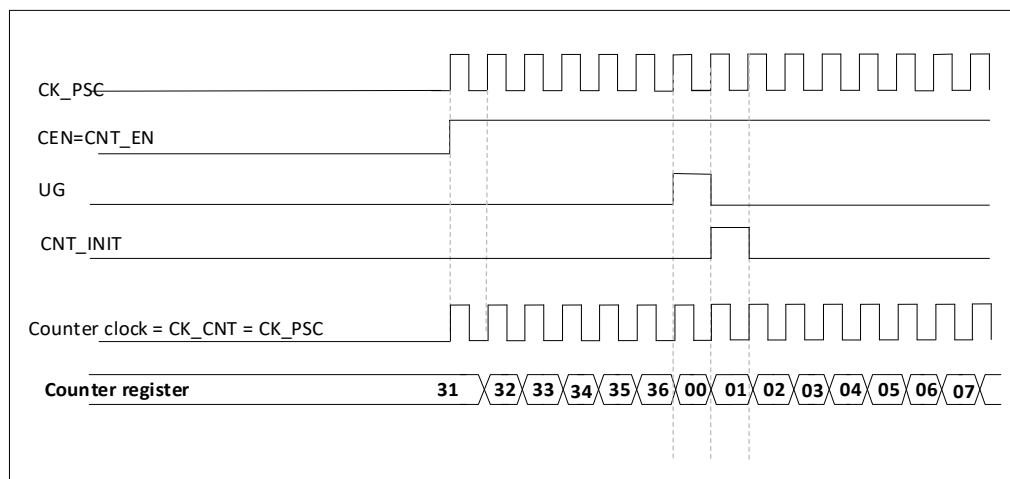 CK_PSC
CEN=CNT_EN
UG
CNT_INIT
Counter clock = CK_CNT = CK_PSC
Counter register 31 32 33 34 35 36 00 01 02 03 04 05 06 07